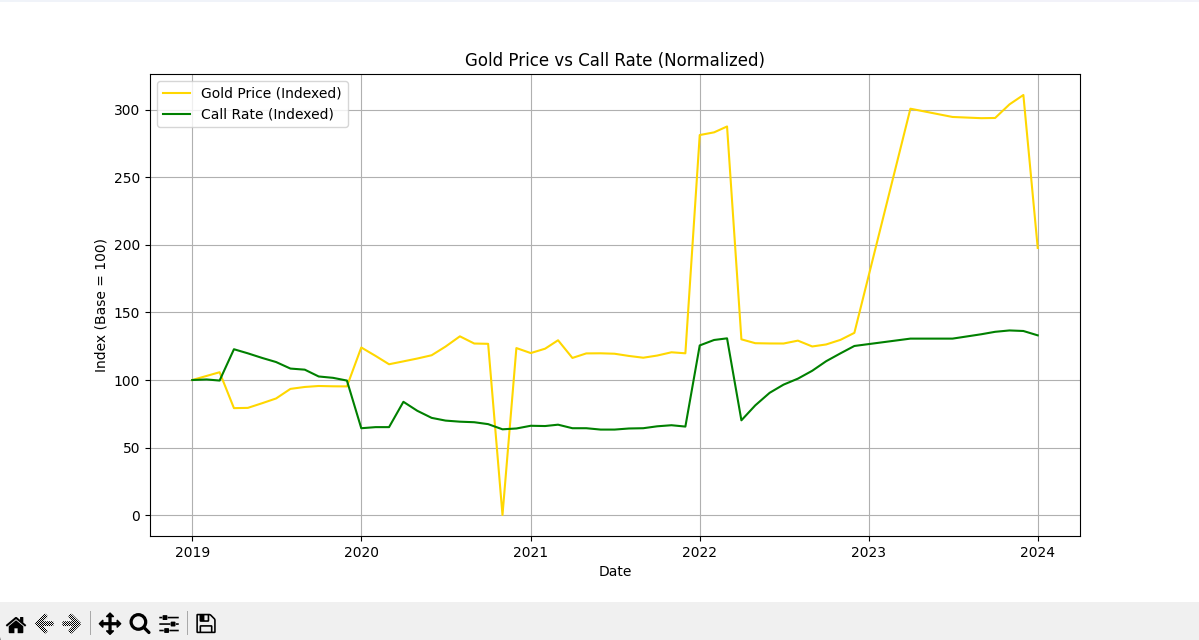 Gold Price vs Call Rate (Normalized)
Gold Price (Indexed)
Call Rate (Indexed)
Index (Base = 100)
300
250
200
150
100
50
0
2019 2020 2021 2022 2023 2024
Date